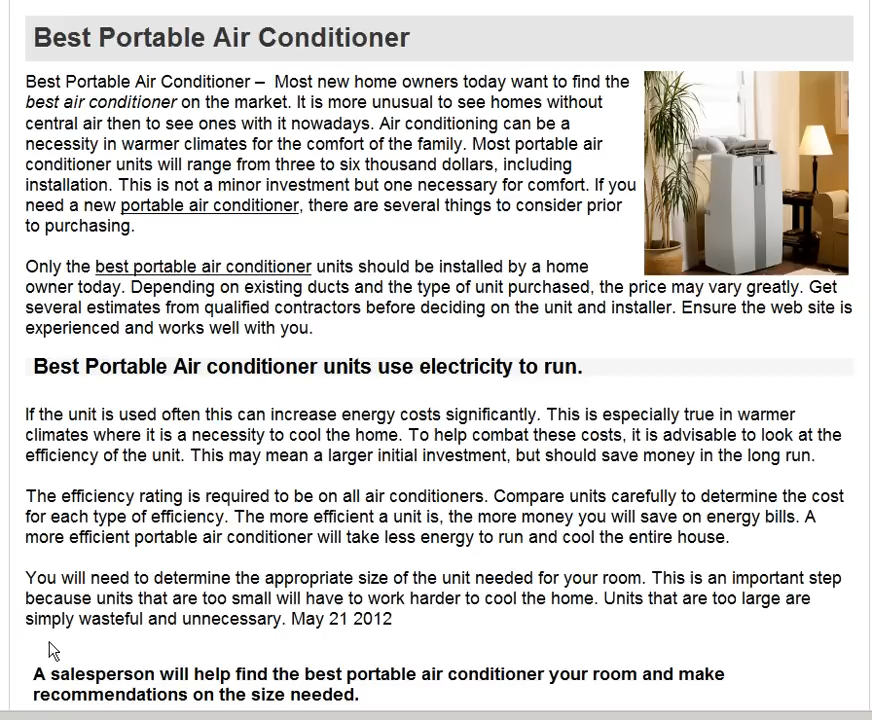 Best Portable Air Conditioner
Best Portable Air Conditioner –  Most new home owners today want to find the
best air conditioner on the market. It is more unusual to see homes without
central air then to see ones with it nowadays. Air conditioning can be a
necessity in warmer climates for the comfort of the family. Most portable air
conditioner units will range from three to six thousand dollars, including
installation. This is not a minor investment but one necessary for comfort. If you
need a new portable air conditioner, there are several things to consider prior
to purchasing.
Only the best portable air conditioner units should be installed by a home
owner today. Depending on existing ducts and the type of unit purchased, the price may vary greatly. Get
several estimates from qualified contractors before deciding on the unit and installer. Ensure the web site is
experienced and works well with you.
Best Portable Air conditioner units use electricity to run.
If the unit is used often this can increase energy costs significantly. This is especially true in warmer
climates where it is a necessity to cool the home. To help combat these costs, it is advisable to look at the
efficiency of the unit. This may mean a larger initial investment, but should save money in the long run.
The efficiency rating is required to be on all air conditioners. Compare units carefully to determine the cost
for each type of efficiency. The more efficient a unit is, the more money you will save on energy bills. A
more efficient portable air conditioner will take less energy to run and cool the entire house.
You will need to determine the appropriate size of the unit needed for your room. This is an important step
because units that are too small will have to work harder to cool the home. Units that are too large are
simply wasteful and unnecessary. May 21 2012
A salesperson will help find the best portable air conditioner your room and make
recommendations on the size needed.